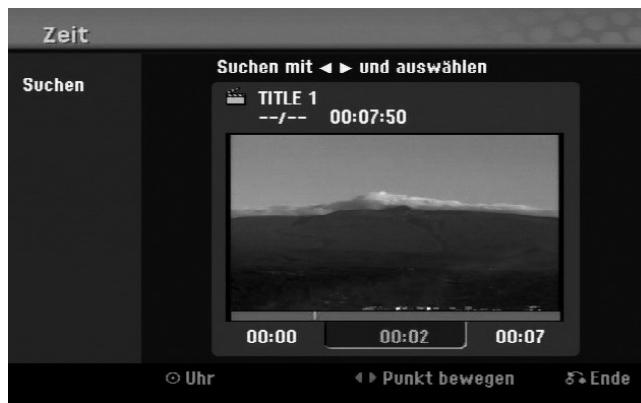 Zeit
Suchen
Suchen mit ◄ ► und auswählen
TITLE 1
--/-- 00:07:50
00:00 00:02 00:07
⊙ Uhr ◄► Punkt bewegen Ende